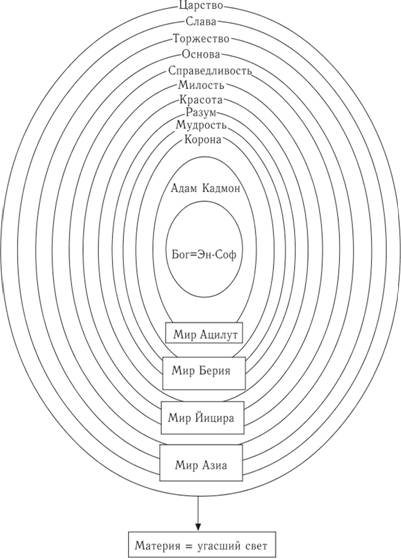 Царство
Слава
Торжество
Основа
Справедливость
Милость
Красота
Разум
Мудрость
Корона
Адам Кадмон
Бог=Эн-Соф
Мир Ацилут
Мир Берия
Мир Йицира
Мир Азиа
Материя = угасший свет